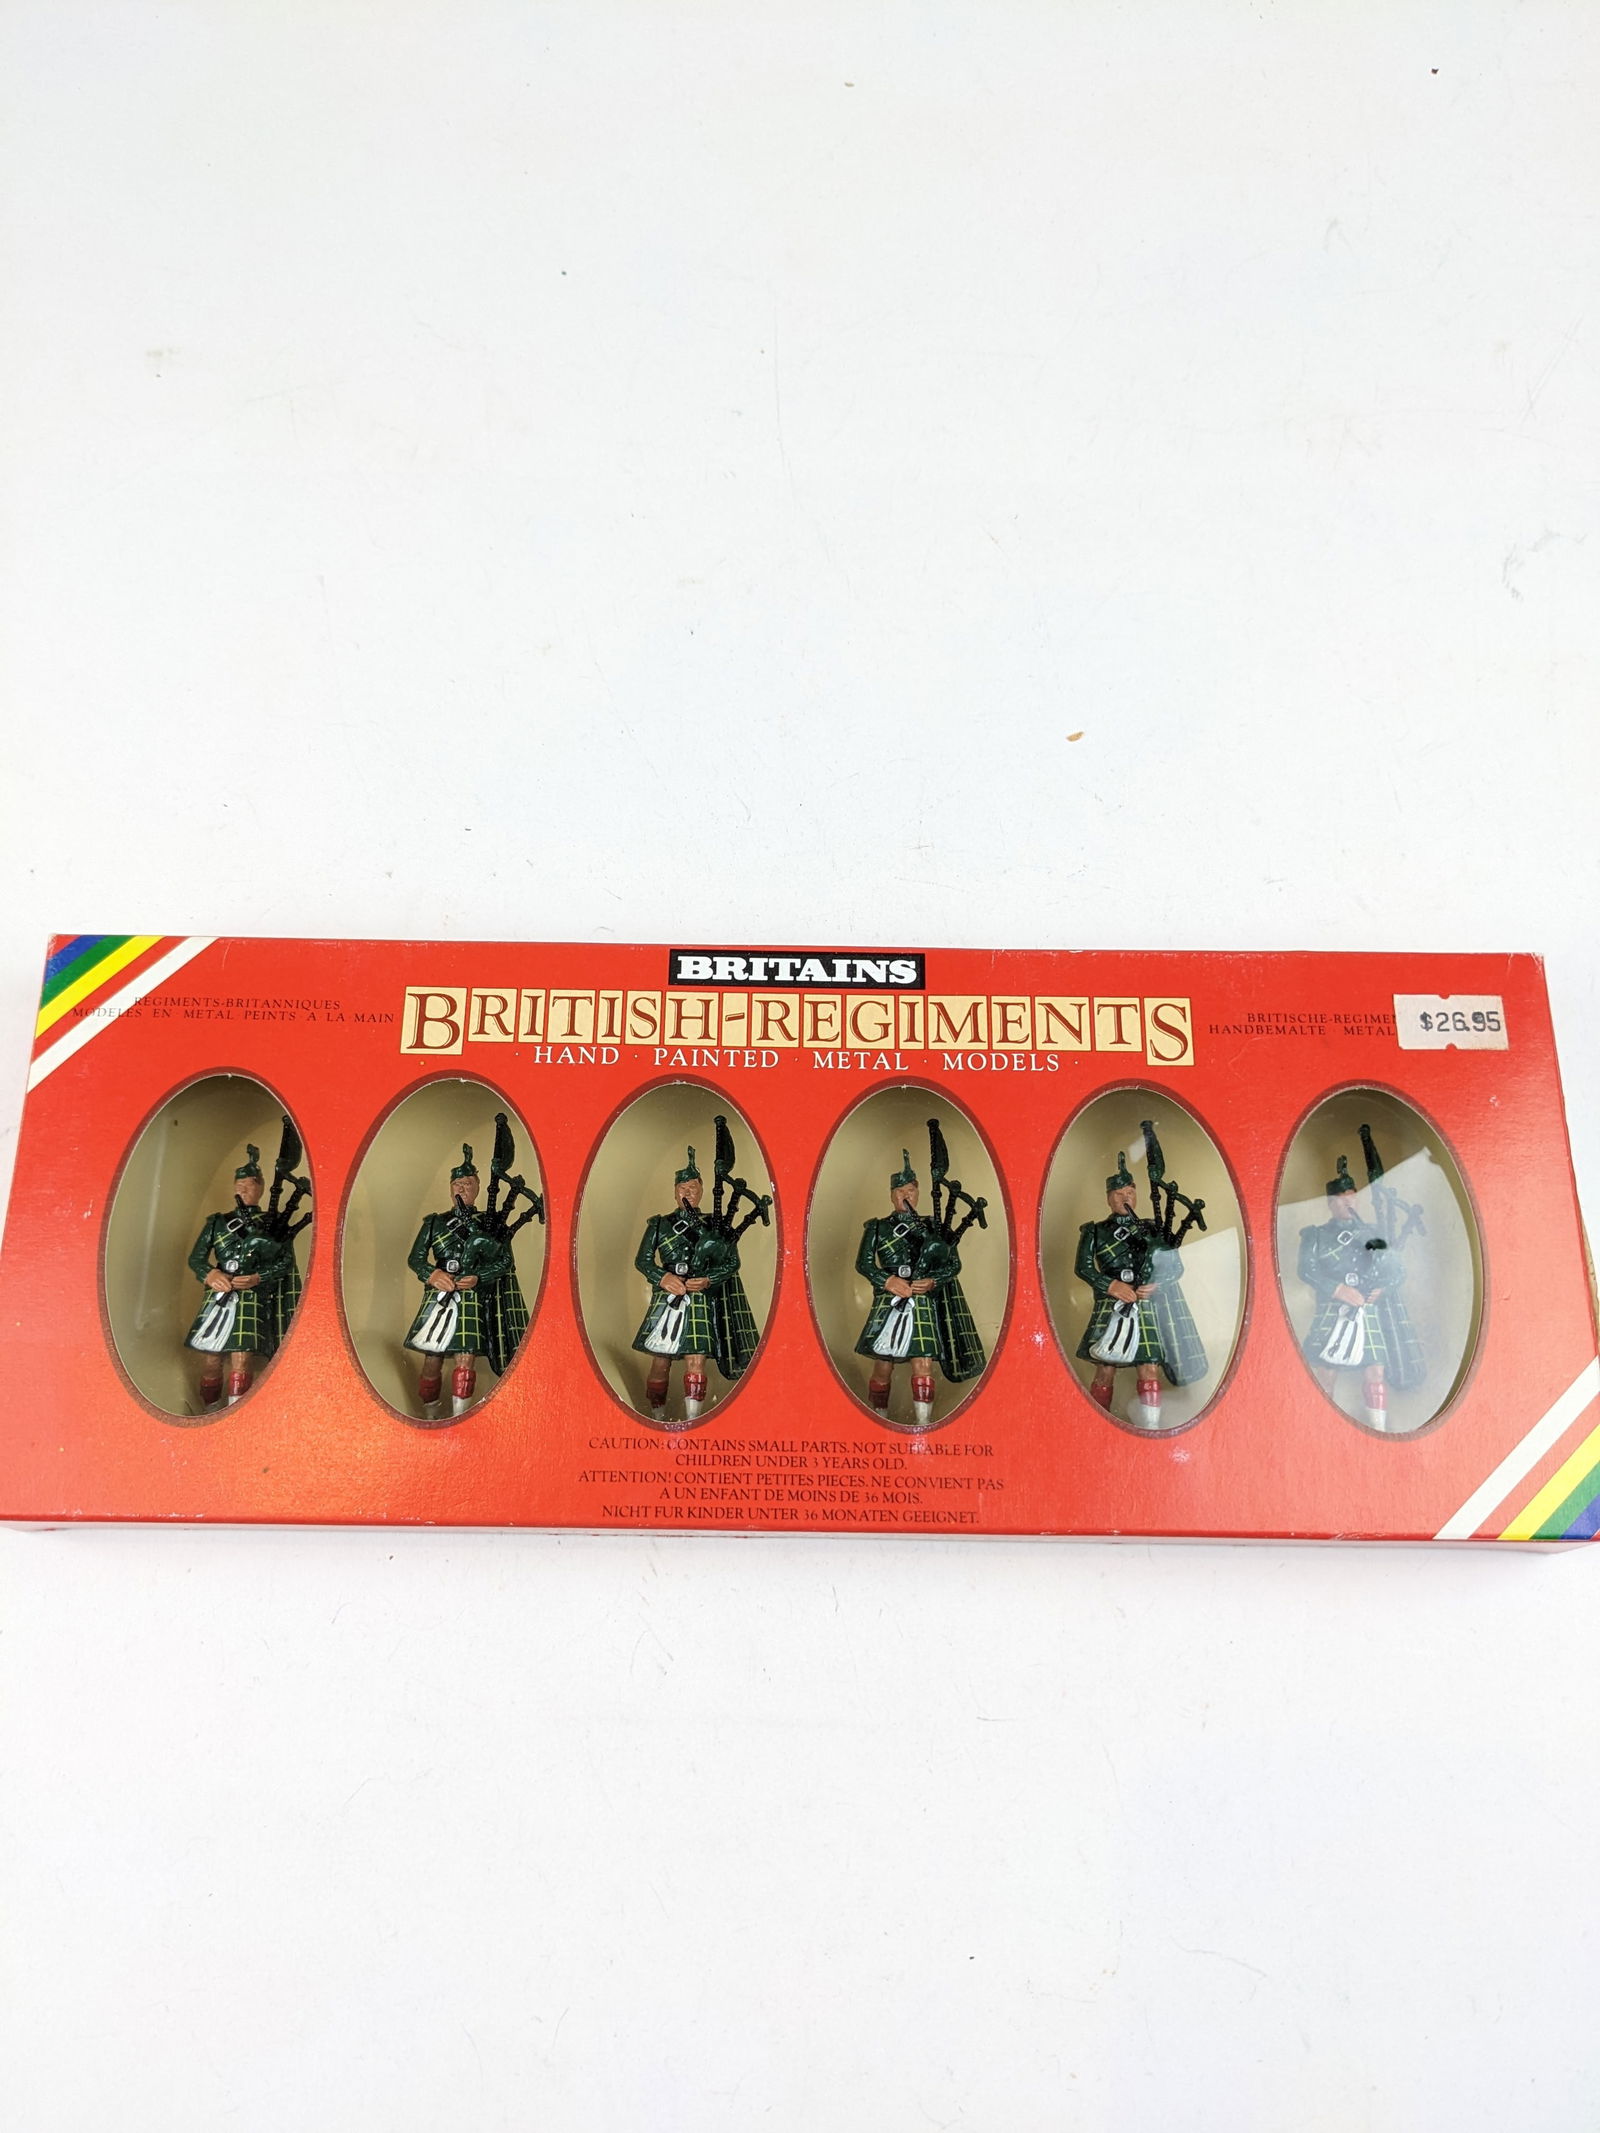 BRITAINS
BRITISH-REGIMENTS
· HAND · PAINTED · METAL · MODELS ·
REGIMENTS-BRITANNIQUES
MODELES EN · METAL · PEINTS · A LA · MAIN
BRITISCHE-REGIMEN
HANDBEMALTE · METAL
$26.95
CAUTION: CONTAINS SMALL PARTS. NOT SUITABLE FOR
CHILDREN UNDER 3 YEARS OLD.
ATTENTION! CONTIENT PETITES PIECES. NE CONVIENT PAS
A UN ENFANT DE MOINS DE 36 MOIS.
NICHT FUR KINDER UNTER 36 MONATEN GEEIGNET.